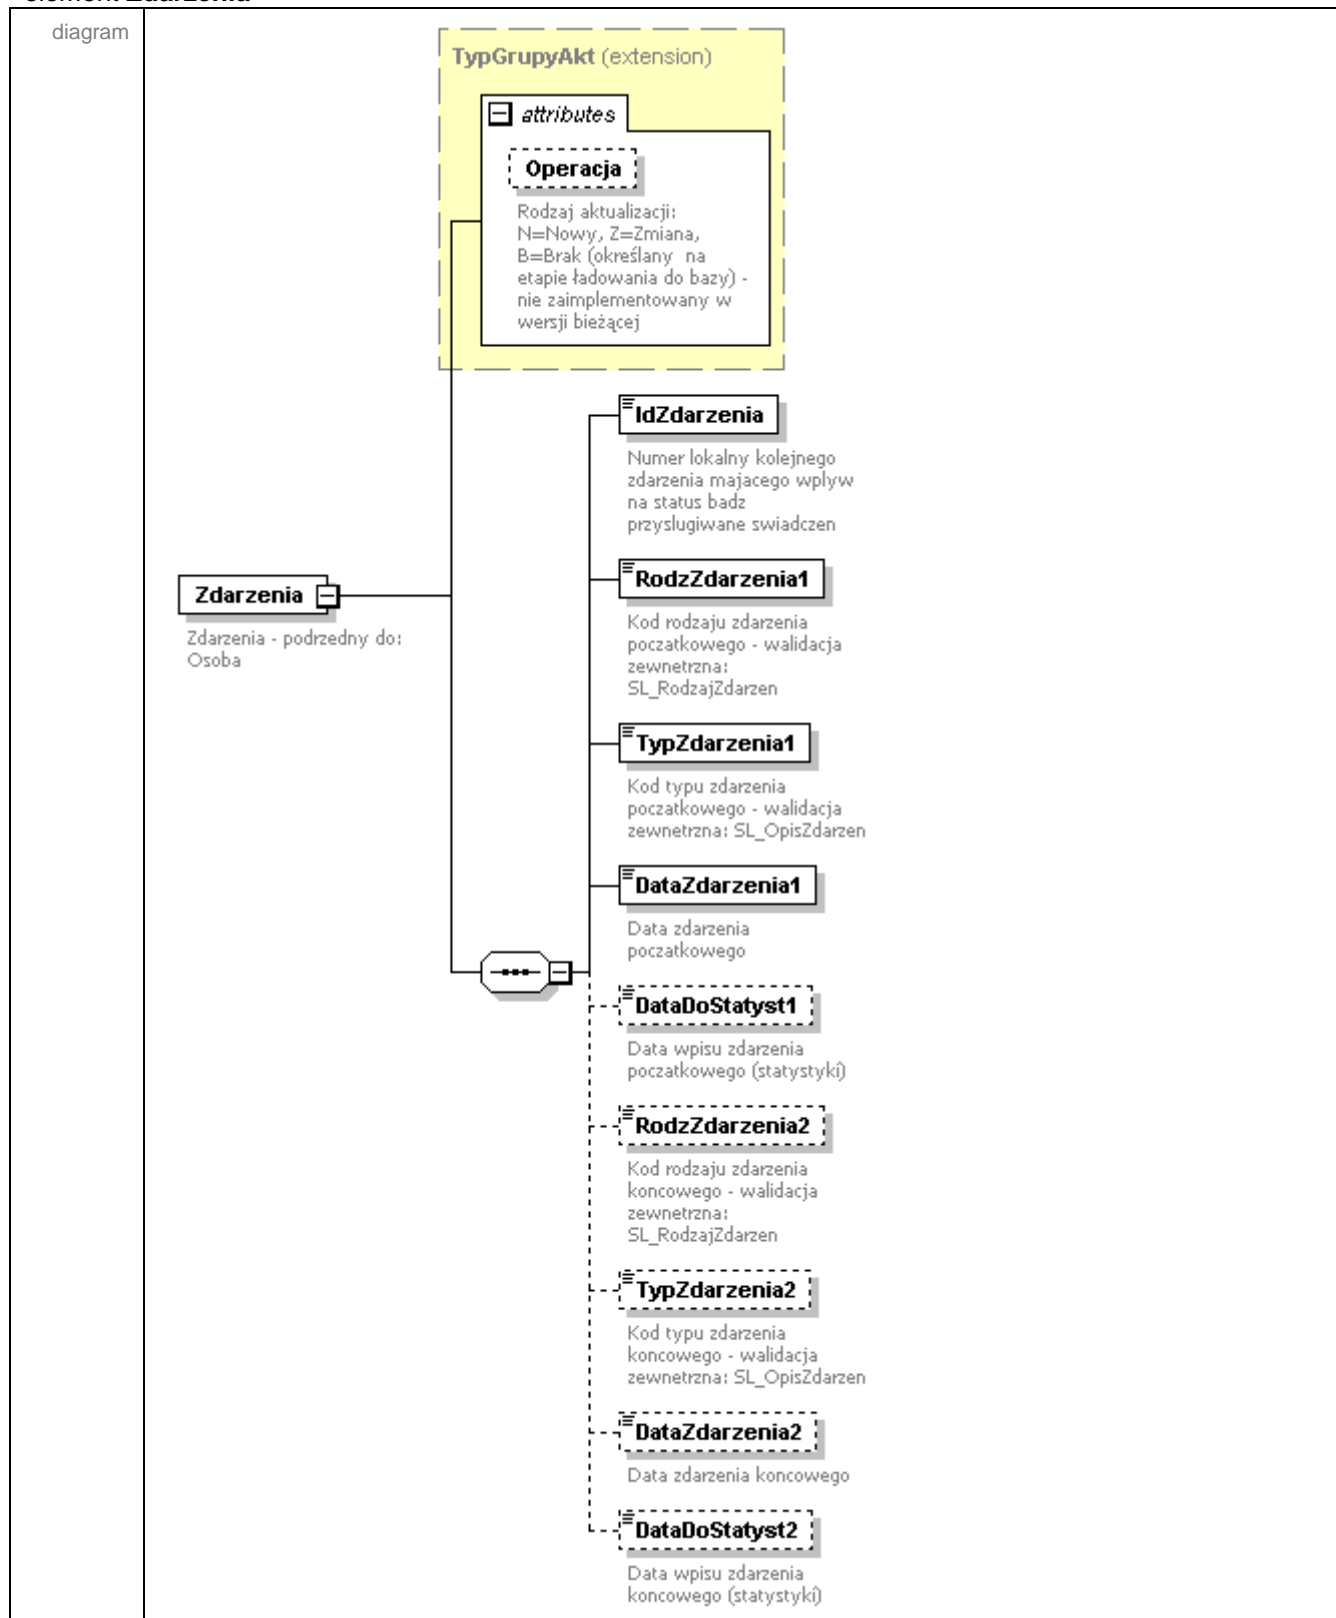 element Zdarzenia
diagram
TypGrupyAkt (extension)
attributes
Operacja
Rodzaj aktualizacji:
N=Nowy, Z=Zmiana,
B=Brak (określany na
etapie ładowania do bazy) -
nie zaimplementowany w
wersji bieżącej
IdZdarzenia
Numer lokalny kolejnego
zdarzenia majacego wplyw
na status badz
przyslugiwane swiadczen
RodzZdarzenia1
Kod rodzaju zdarzenia
poczatkowego - walidacja
zewnetrzna:
SL_RodzajZdarzen
Zdarzenia
Zdarzenia - podrzedny do:
Osoba
TypZdarzenia1
Kod typu zdarzenia
poczatkowego - walidacja
zewnetrzna: SL_OpisZdarzen
DataZdarzenia1
Data zdarzenia
poczatkowego
DataDoStatyst1
Data wpisu zdarzenia
poczatkowego (statystyki)
RodzZdarzenia2
Kod rodzaju zdarzenia
koncowego - walidacja
zewnetrzna:
SL_RodzajZdarzen
TypZdarzenia2
Kod typu zdarzenia
koncowego - walidacja
zewnetrzna: SL_OpisZdarzen
DataZdarzenia2
Data zdarzenia koncowego
DataDoStatyst2
Data wpisu zdarzenia
koncowego (statystyki)